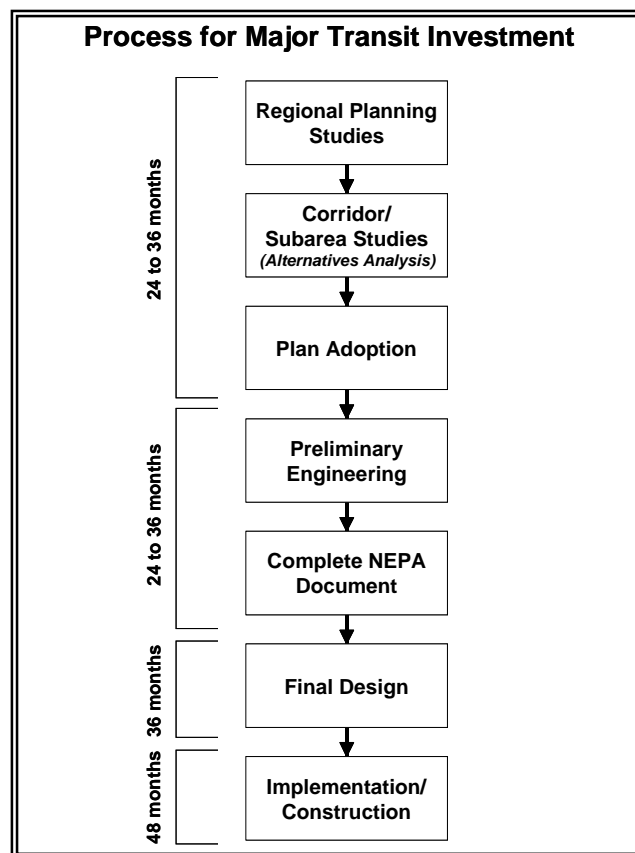 Process for Major Transit Investment
24 to 36 months
Regional Planning
Studies
Corridor/
Subarea Studies
(Alternatives Analysis)
Plan Adoption
24 to 36 months
Preliminary
Engineering
Complete NEPA
Document
36 months
Final Design
48 months
Implementation/
Construction